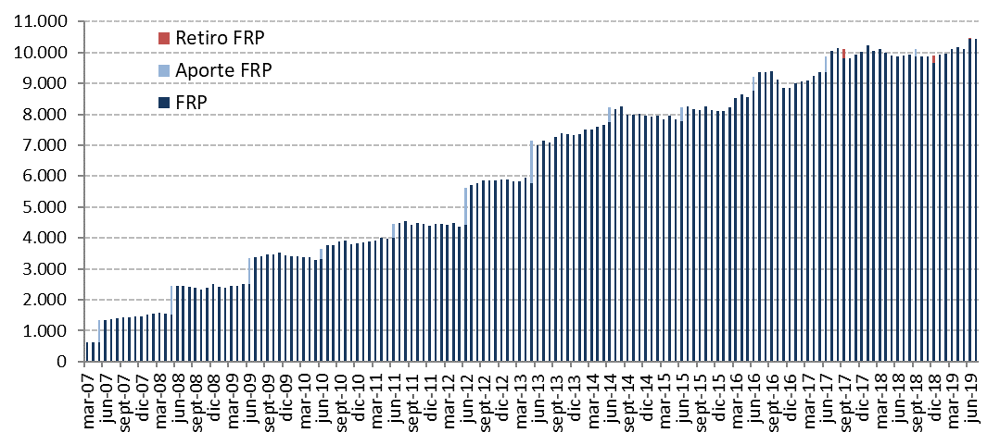 11.000
10.000
9.000
8.000
7.000
6.000
5.000
4.000
3.000
2.000
1.000
0
Retiro FRP
Aporte FRP
FRP
mar-07
jun-07
sept-07
dic-07
mar-08
jun-08
sept-08
dic-08
mar-09
jun-09
sept-09
dic-09
mar-10
jun-10
sept-10
dic-10
mar-11
jun-11
sept-11
dic-11
mar-12
jun-12
sept-12
dic-12
mar-13
jun-13
sept-13
dic-13
mar-14
jun-14
sept-14
dic-14
mar-15
jun-15
sept-15
dic-15
mar-16
jun-16
sept-16
dic-16
mar-17
jun-17
sept-17
dic-17
mar-18
jun-18
sept-18
dic-18
mar-19
jun-19